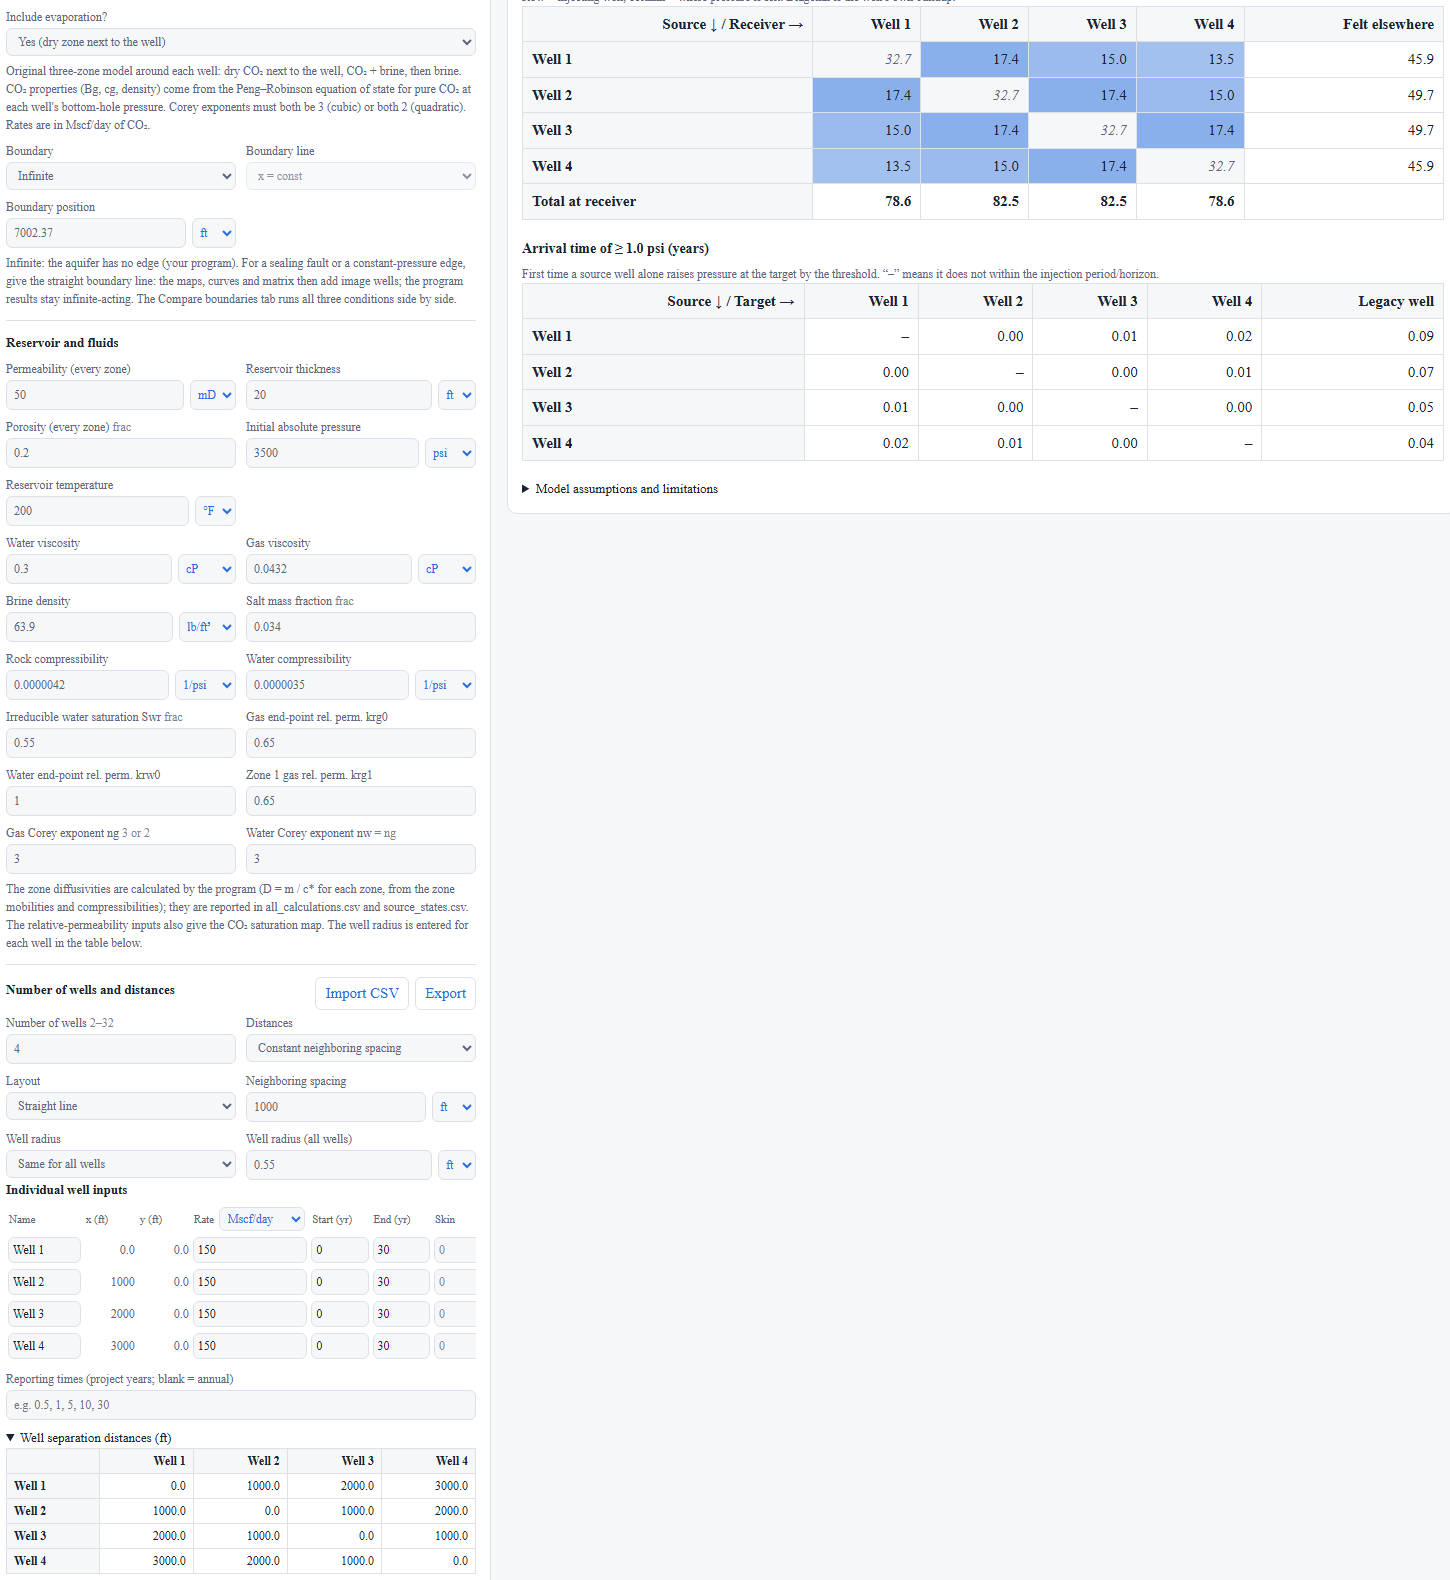 Include evaporation?
Yes (dry zone next to the well)
Original three-zone model around each well: dry CO₂ next to the well, CO₂ + brine, then brine.
CO₂ properties (Bg, cg, density) come from the Peng–Robinson equation of state for pure CO₂ at
each well's bottom-hole pressure. Corey exponents must both be 3 (cubic) or both 2 (quadratic).
Rates are in Mscf/day of CO₂.
Boundary Boundary line
Infinite x = const
Boundary position
7002.37 ft
Infinite: the aquifer has no edge (your program). For a sealing fault or a constant-pressure edge,
give the straight boundary line: the maps, curves and matrix then add image wells; the program
results stay infinite-acting. The Compare boundaries tab runs all three conditions side by side.
Reservoir and fluids
Permeability (every zone) Reservoir thickness
50 mD 20 ft
Porosity (every zone) frac Initial absolute pressure
0.2 3500 psi
Reservoir temperature
200 °F
Water viscosity Gas viscosity
0.3 cP 0.0432 cP
Brine density Salt mass fraction frac
63.9 lb/ft³ 0.034
Rock compressibility Water compressibility
0.0000042 1/psi 0.0000035 1/psi
Irreducible water saturation Swr frac Gas end-point rel. perm. krg0
0.55 0.65
Water end-point rel. perm. krw0 Zone 1 gas rel. perm. krg1
1 0.65
Gas Corey exponent ng 3 or 2 Water Corey exponent nw = ng
3 3
The zone diffusivities are calculated by the program (D = m / c* for each zone, from the zone
mobilities and compressibilities); they are reported in all_calculations.csv and source_states.csv.
The relative-permeability inputs also give the CO₂ saturation map. The well radius is entered for
each well in the table below.
Number of wells and distances Import CSV Export
Number of wells 2–32 Distances
4 Constant neighboring spacing
Layout Neighboring spacing
Straight line 1000 ft
Well radius Well radius (all wells)
Same for all wells 0.55 ft
Individual well inputs
Name x (ft) y (ft) Rate Mscf/day Start (yr) End (yr) Skin
Well 1 0.0 0.0 150 0 30 0
Well 2 1000 0.0 150 0 30 0
Well 3 2000 0.0 150 0 30 0
Well 4 3000 0.0 150 0 30 0
Reporting times (project years; blank = annual)
e.g. 0.5, 1, 5, 10, 30
▼ Well separation distances (ft)
Well 1 Well 2 Well 3 Well 4
Well 1 0.0 1000.0 2000.0 3000.0
Well 2 1000.0 0.0 1000.0 2000.0
Well 3 2000.0 1000.0 0.0 1000.0
Well 4 3000.0 2000.0 1000.0 0.0
Source ↓ / Receiver → Well 1 Well 2 Well 3 Well 4 Felt elsewhere
Well 1 32.7 17.4 15.0 13.5 45.9
Well 2 17.4 32.7 17.4 15.0 49.7
Well 3 15.0 17.4 32.7 17.4 49.7
Well 4 13.5 15.0 17.4 32.7 45.9
Total at receiver 78.6 82.5 82.5 78.6
Arrival time of ≥ 1.0 psi (years)
First time a source well alone raises pressure at the target by the threshold. “–” means it does not within the injection period/horizon.
Source ↓ / Target → Well 1 Well 2 Well 3 Well 4 Legacy well
Well 1 – 0.00 0.01 0.02 0.09
Well 2 0.00 – 0.00 0.01 0.07
Well 3 0.01 0.00 – 0.00 0.05
Well 4 0.02 0.01 0.00 – 0.04
▶ Model assumptions and limitations